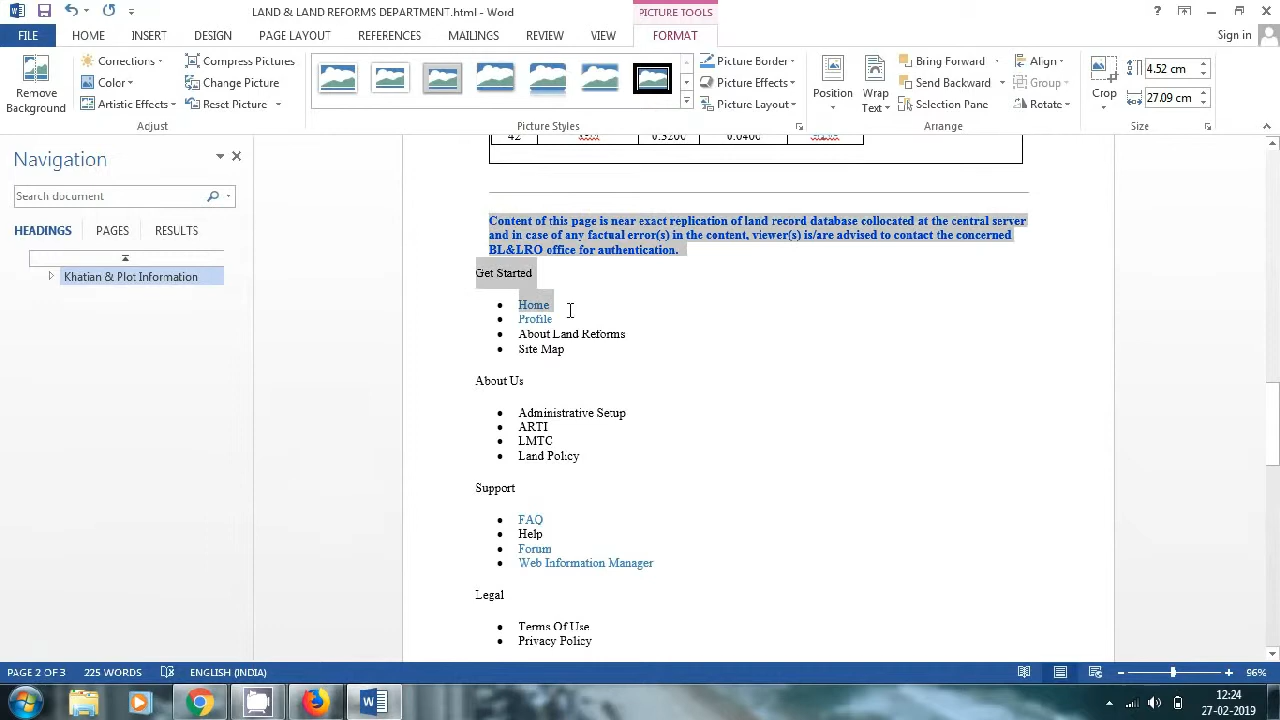 LAND & LAND REFORMS DEPARTMENT.html - Word
PICTURE TOOLS
?
FILE HOME INSERT DESIGN PAGE LAYOUT REFERENCES MAILINGS REVIEW VIEW FORMAT
Sign in
Remove Background
Corrections
Color
Artistic Effects
Compress Pictures
Change Picture
Reset Picture
Adjust
Picture Styles
Picture Border
Picture Effects
Picture Layout
Position
Wrap Text
Bring Forward
Send Backward
Selection Pane
Align
Group
Rotate
Arrange
Crop
4.52 cm
27.09 cm
Size
Navigation
Search document
HEADINGS PAGES RESULTS
Khatian & Plot Information
42 0.3200 0.0400
Content of this page is near exact replication of land record database collocated at the central server
and in case of any factual error(s) in the content, viewer(s) is/are advised to contact the concerned
BL&LRO office for authentication.
Get Started
• Home
• Profile
• About Land Reforms
• Site Map
About Us
• Administrative Setup
• ARTI
• LMTC
• Land Policy
Support
• FAQ
• Help
• Forum
• Web Information Manager
Legal
• Terms Of Use
• Privacy Policy
PAGE 2 OF 3 225 WORDS ENGLISH (INDIA) 96%
12:24
27-02-2019